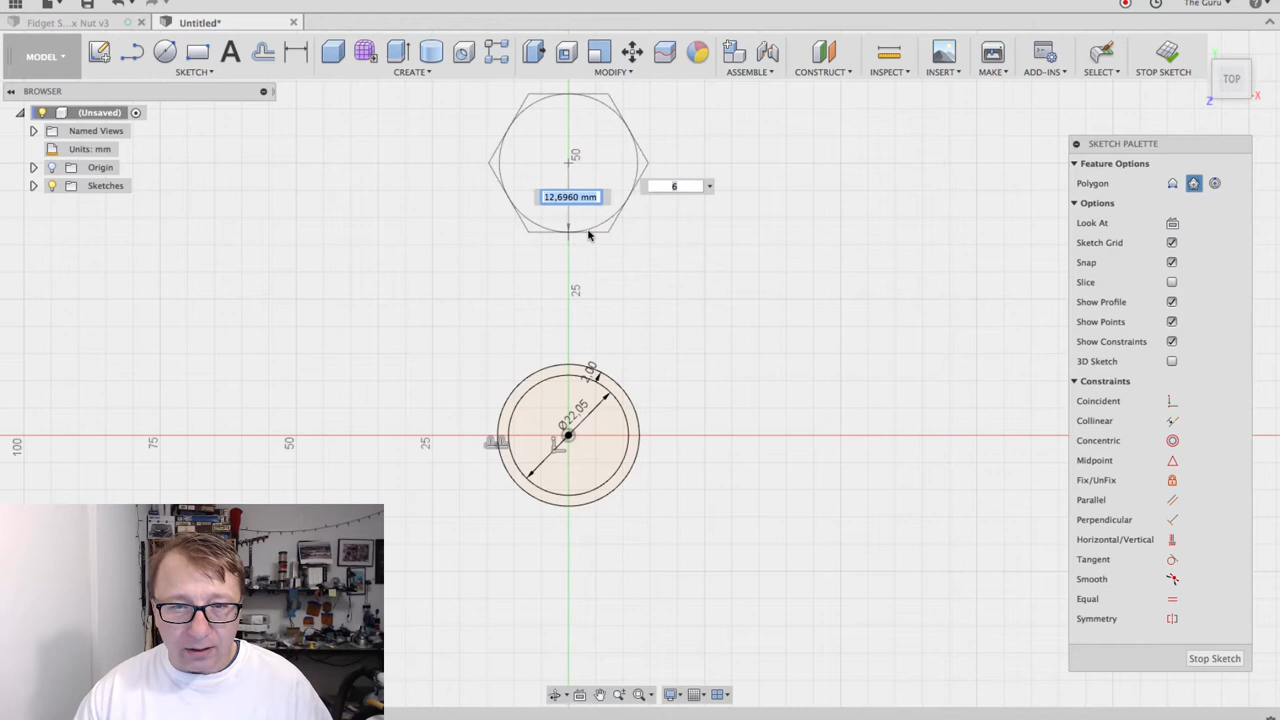 The Guru
Fidget S...x Nut v3
Untitled*
MODEL
SKETCH
CREATE
MODIFY
ASSEMBLE
CONSTRUCT
INSPECT
INSERT
MAKE
ADD-INS
SELECT
STOP SKETCH
TOP
X
Z
BROWSER
(Unsaved)
Named Views
Units: mm
Origin
Sketches
50
12,6960 mm
6
25
2,00
Ø22,05
100
75
50
25
SKETCH PALETTE
Feature Options
Polygon
Options
Look At
Sketch Grid
Snap
Slice
Show Profile
Show Points
Show Constraints
3D Sketch
Constraints
Coincident
Collinear
Concentric
Midpoint
Fix/UnFix
Parallel
Perpendicular
Horizontal/Vertical
Tangent
Smooth
Equal
Symmetry
Stop Sketch